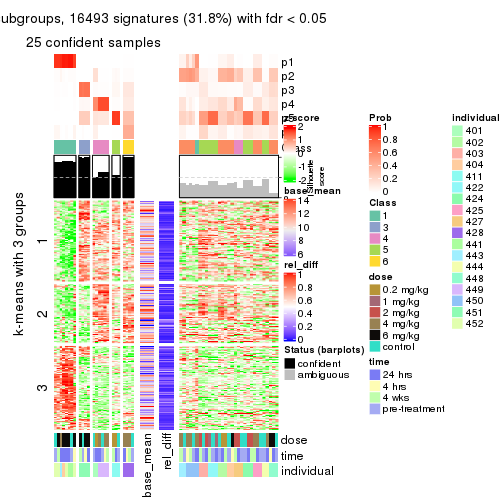 ubgroups, 16493 signatures (31.8%) with fdr < 0.05
25 confident samples
p1
p2
p3
p4
k-means with 3 groups
1
2
3
Silhouette
score
dose
time
individual
base_mean
rel_diff
2
1
0
-1
-2
base_mean
14
12
10
8
6
rel_diff
1
0.8
0.6
0.4
0.2
0
Status (barplots)
confident
ambiguous
Prob
1
0.8
0.6
0.4
0.2
0
Class
1
3
4
5
6
dose
0.2 mg/kg
1 mg/kg
2 mg/kg
4 mg/kg
6 mg/kg
control
time
24 hrs
4 hrs
4 wks
pre-treatment
individual
401
402
403
404
411
422
424
425
427
428
441
443
444
448
449
450
451
452